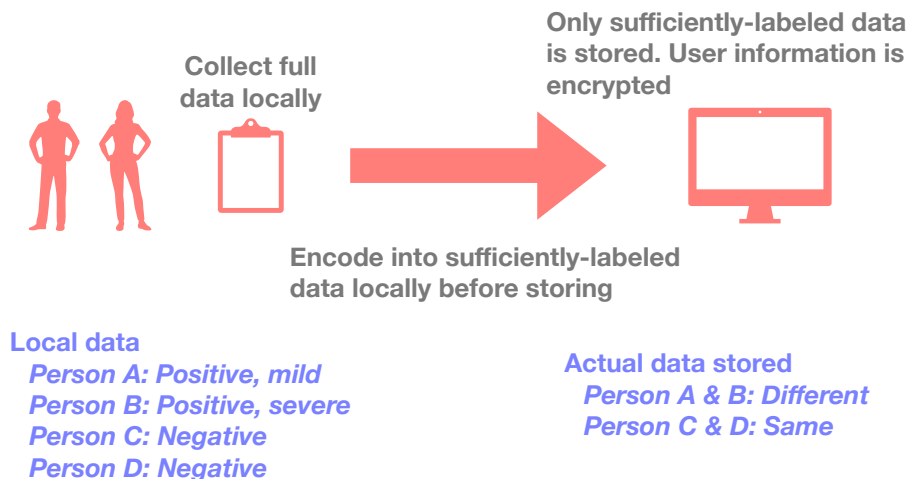 Collect full
data locally
Only sufficiently-labeled data
is stored. User information is
encrypted
Encode into sufficiently-labeled
data locally before storing
Local data
Person A: Positive, mild
Person B: Positive, severe
Person C: Negative
Person D: Negative
Actual data stored
Person A & B: Different
Person C & D: Same